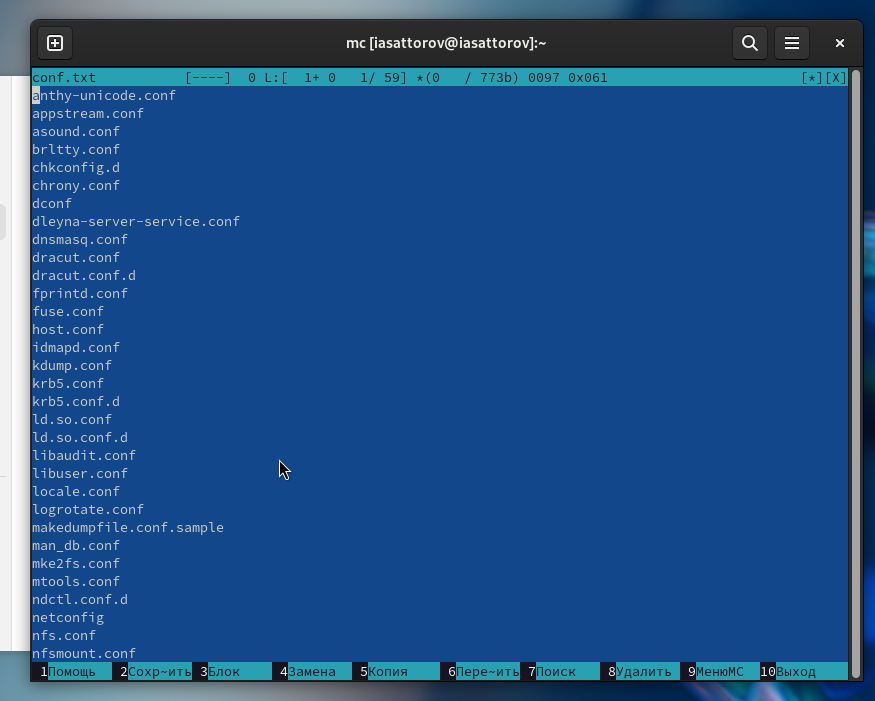 mc [iasattorov@iasattorov]:~
conf.txt [----] 0 L:[ 1+ 0 1/ 59] *(0 / 773b) 0097 0x061 [*][X]
anthy-unicode.conf
appstream.conf
asound.conf
brltty.conf
chkconfig.d
chrony.conf
dconf
dleyna-server-service.conf
dnsmasq.conf
dracut.conf
dracut.conf.d
fprintd.conf
fuse.conf
host.conf
idmapd.conf
kdump.conf
krb5.conf
krb5.conf.d
ld.so.conf
ld.so.conf.d
libaudit.conf
libuser.conf
locale.conf
logrotate.conf
makedumpfile.conf.sample
man_db.conf
mke2fs.conf
mtools.conf
ndctl.conf.d
netconfig
nfs.conf
nfsmount.conf
1Помощь 2Сохр~ить 3Блок 4Замена 5Копия 6Пере~ить 7Поиск 8Удалить 9МенюМС 10Выход